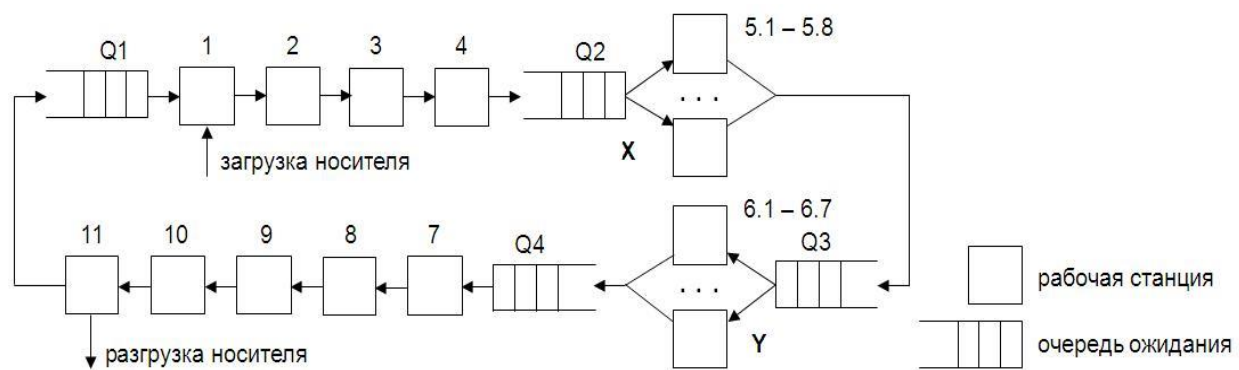 5.1 – 5.8
Q1 1 2 3 4 Q2
. . .
загрузка носителя X
6.1 – 6.7
11 10 9 8 7 Q4 Q3
. . .
рабочая станция
разгрузка носителя Y очередь ожидания